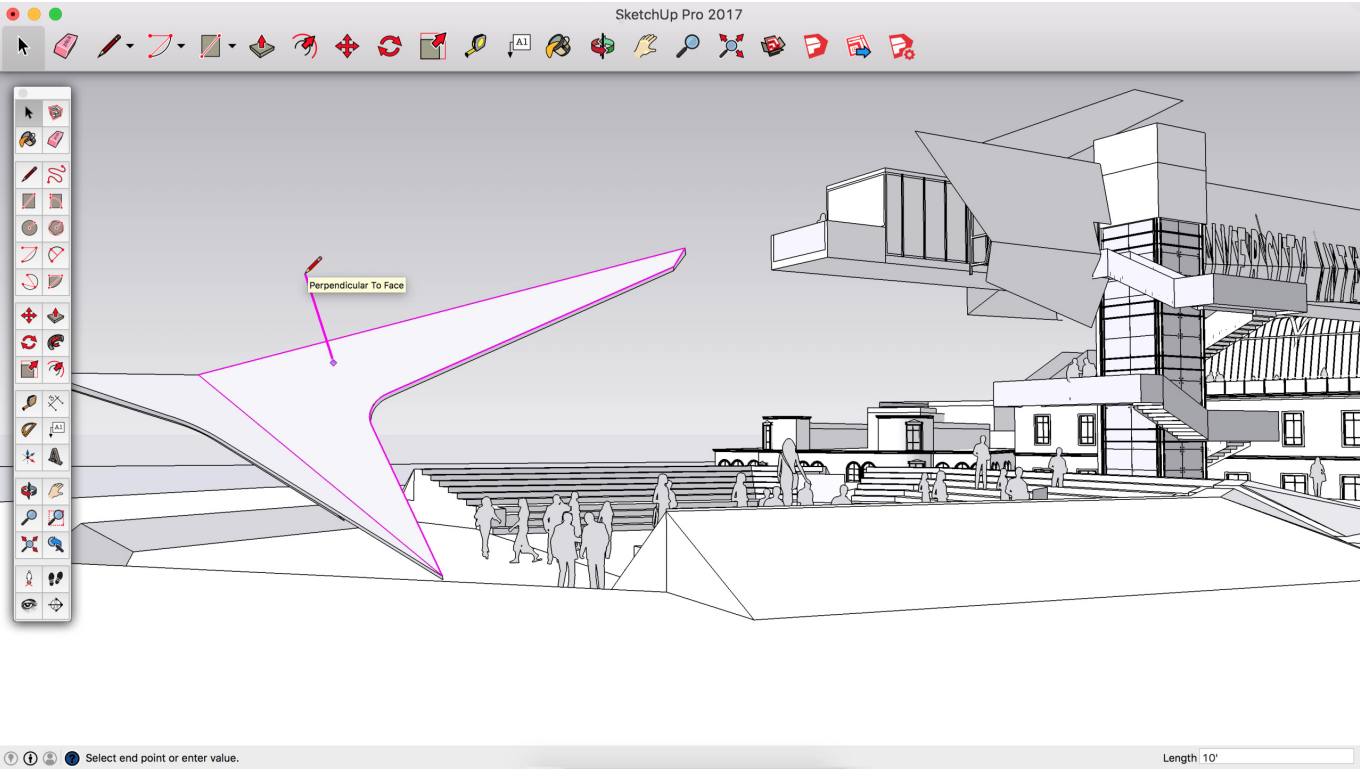 SketchUp Pro 2017
A1
A1
Perpendicular To Face
Select end point or enter value.
Length 10'